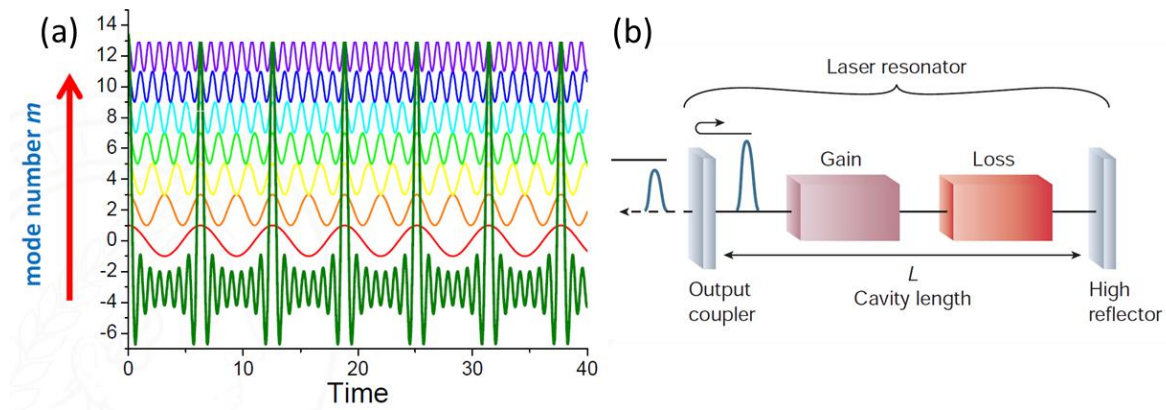 (a)
mode number m
14
12
10
8
6
4
2
0
-2
-4
-6
0
10
20
30
40
Time
(b)
Laser resonator
Gain
Loss
L
Cavity length
Output
coupler
High
reflector